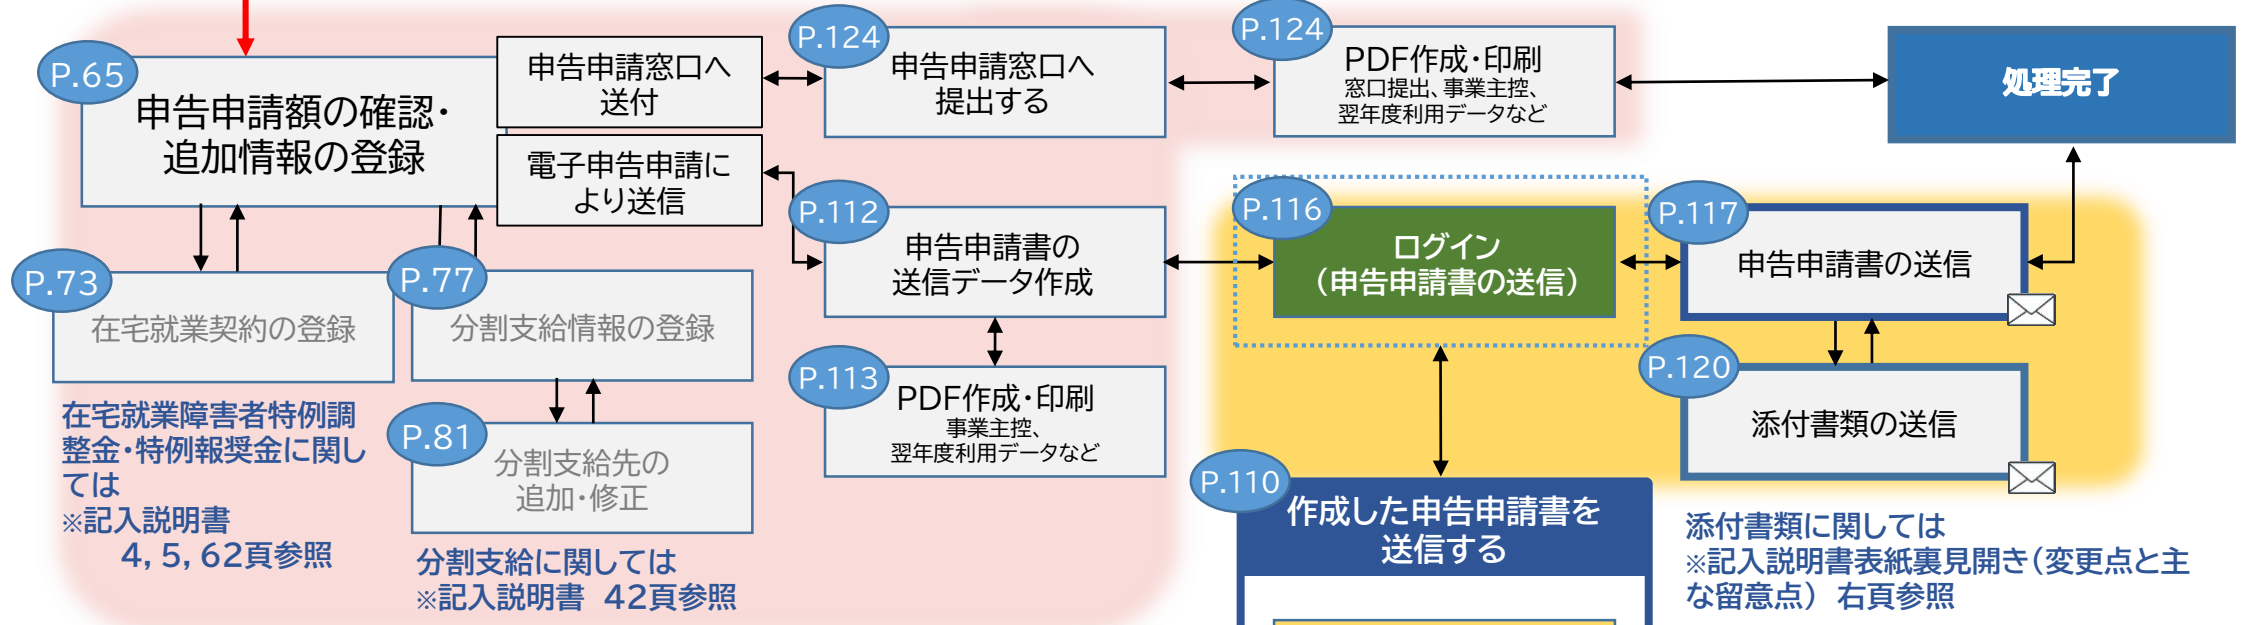 P.65
申告申請額の確認・
追加情報の登録
申告申請窓口へ
送付
電子申告申請に
より送信
P.124
申告申請窓口へ
提出する
P.124
PDF作成・印刷
窓口提出、事業主控、
翌年度利用データなど
処理完了
P.112
申告申請書の
送信データ作成
P.116
ログイン
（申告申請書の送信）
P.117
申告申請書の送信
P.73
在宅就業契約の登録
P.77
分割支給情報の登録
P.113
PDF作成・印刷
事業主控、
翌年度利用データなど
P.120
添付書類の送信
在宅就業障害者特例調
整金・特例報奨金に関し
ては
※記入説明書
4，5，62頁参照
P.81
分割支給先の
追加・修正
分割支給に関しては
※記入説明書 42頁参照
P.110
作成した申告申請書を
送信する
添付書類に関しては
※記入説明書表紙裏見開き（変更点と主
な留意点） 右頁参照